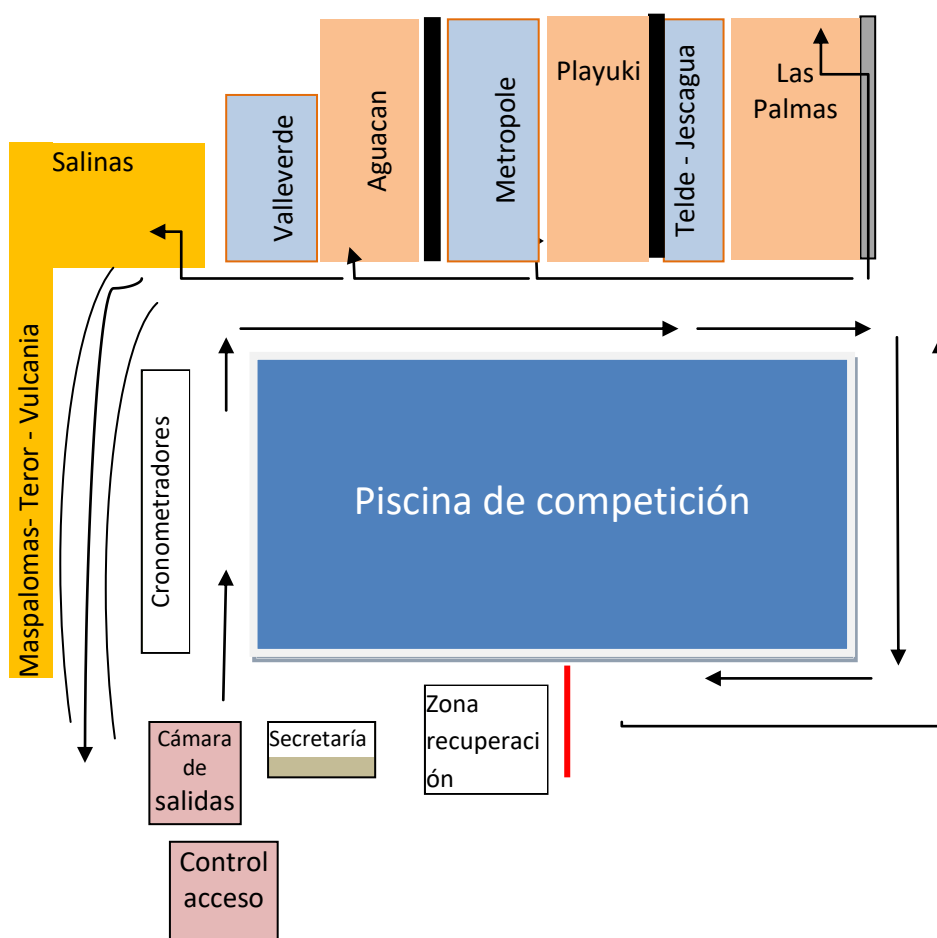 Salinas
Valleverde
Aguacan
Metropole
Playuki
Telde - Jescagua
Las
Palmas
Maspalomas- Teror - Vulcania
Cronometradores
Piscina de competición
Cámara
de
salidas
Secretaría
Zona
recuperaci
ón
Control
acceso